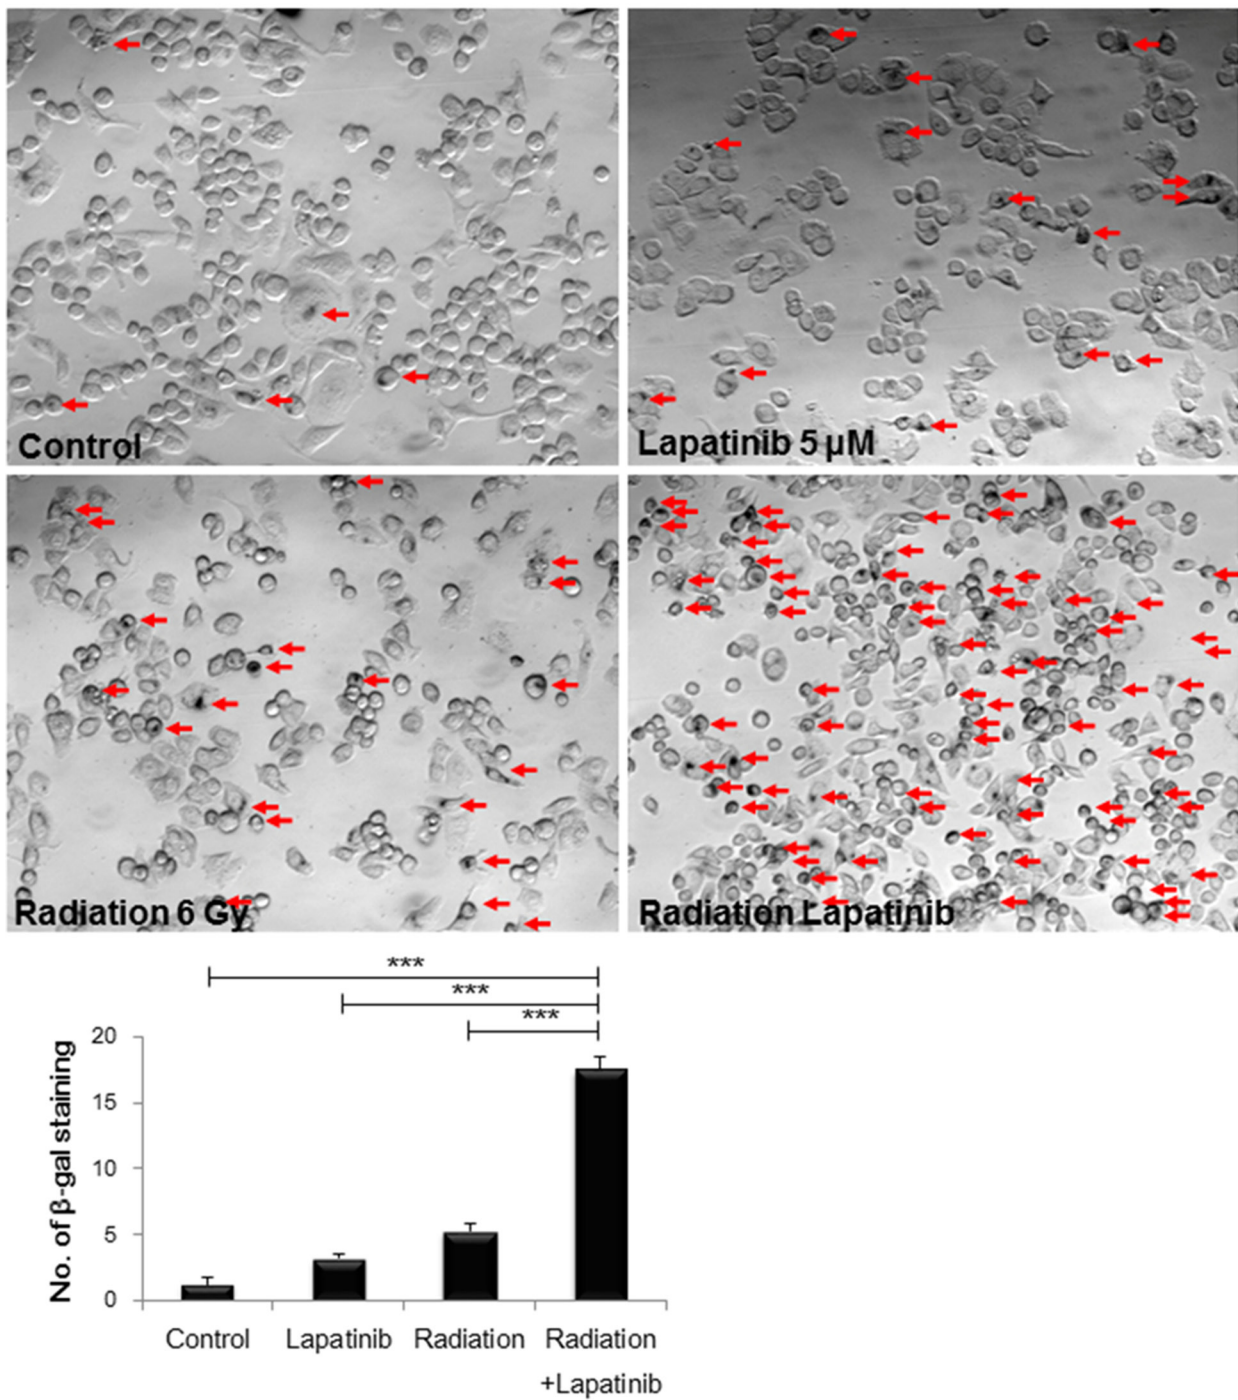 Control
Lapatinib 5 µM
Radiation 6 Gy
Radiation Lapatinib
***
***
***
No. of β-gal staining
20
15
10
5
0
Control
Lapatinib
Radiation
Radiation
+Lapatinib